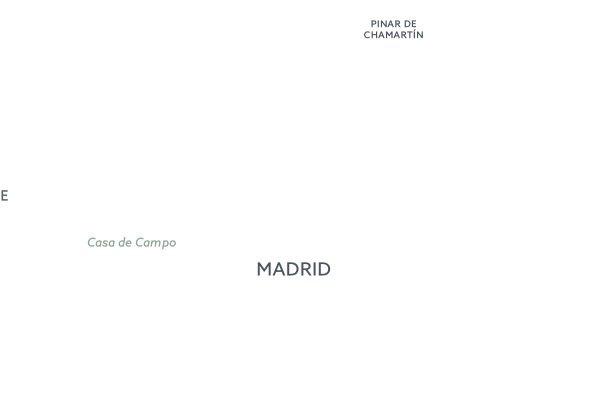 PINAR DE
CHAMARTÍN
E
Casa de Campo
MADRID